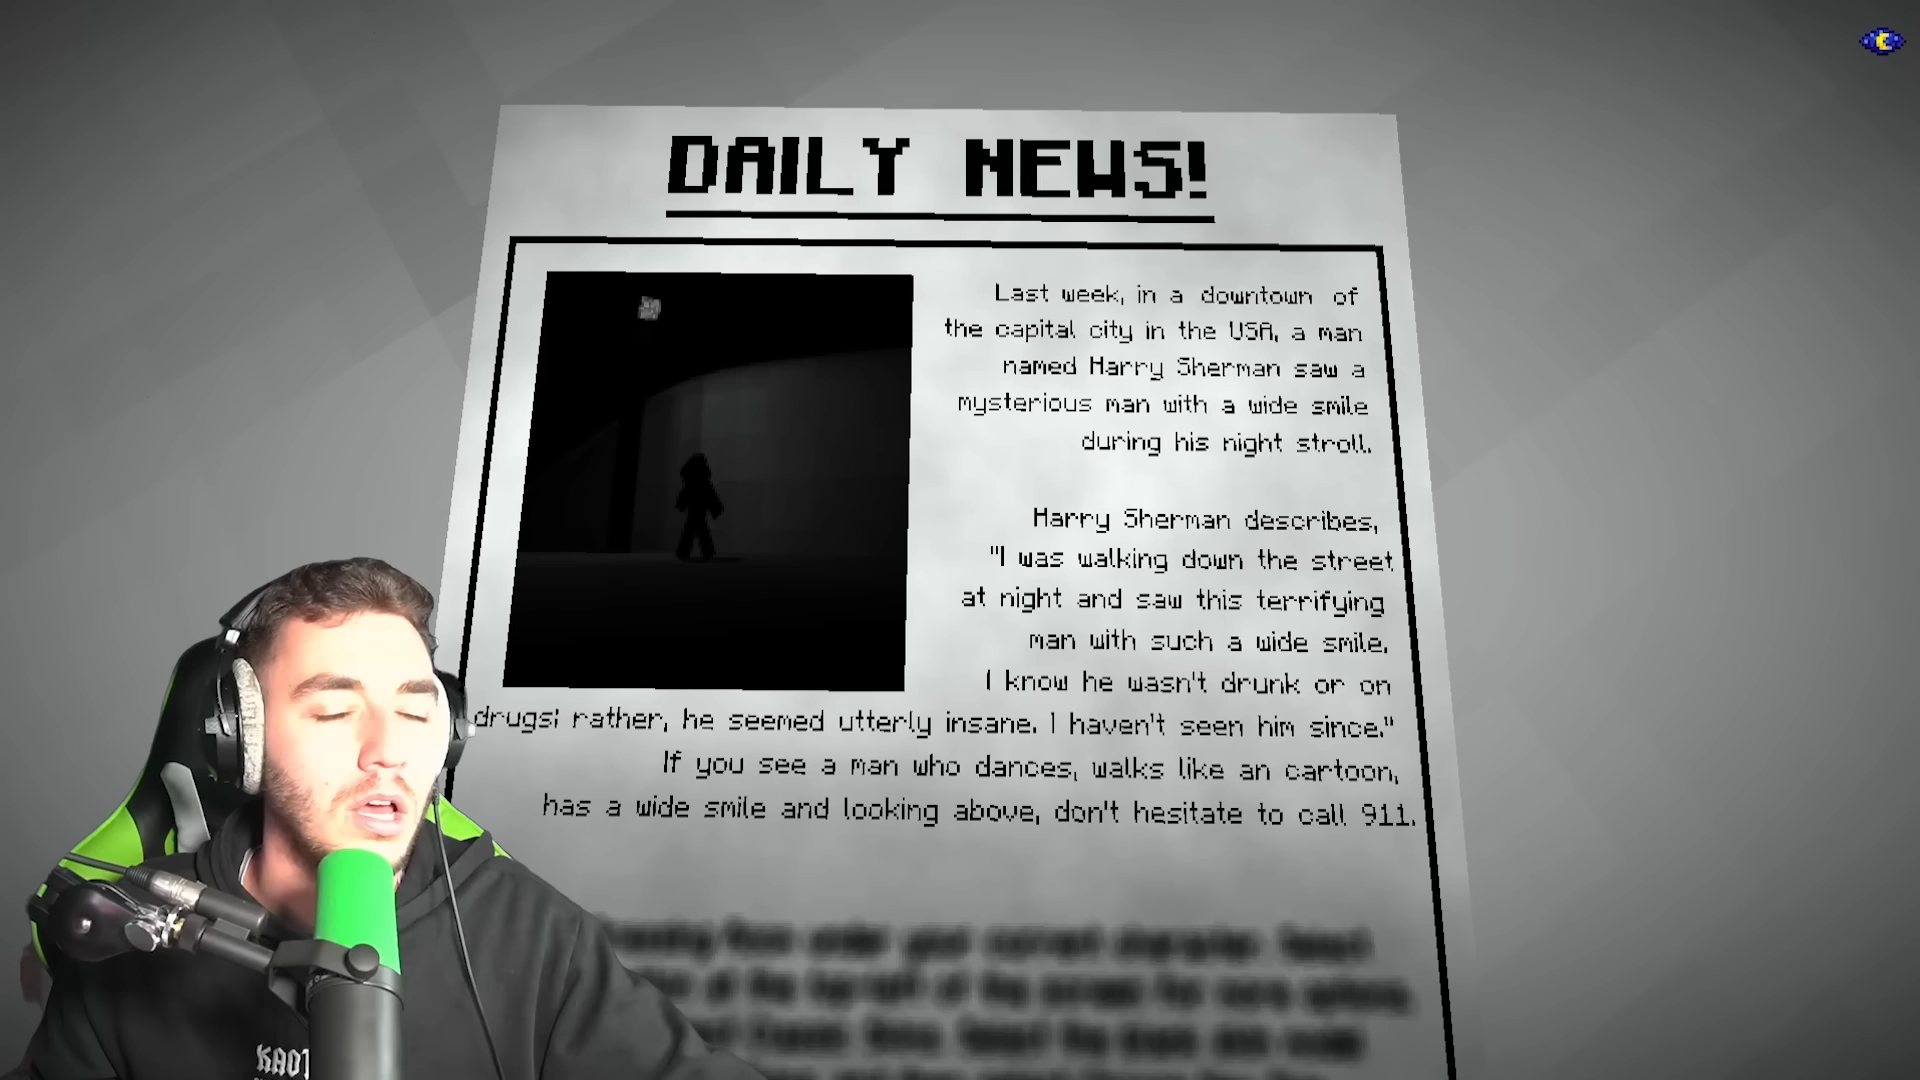 DAILY NEWS!
Last week, in a downtown of
the capital city in the USA, a man
named Harry Sherman saw a
mysterious man with a wide smile
during his night stroll.
Harry Sherman describes,
"I was walking down the street
at night and saw this terrifying
man with such a wide smile.
I know he wasn't drunk or on
drugs; rather, he seemed utterly insane. I haven't seen him since."
If you see a man who dances, walks like an cartoon,
has a wide smile and looking above, don't hesitate to call 911.